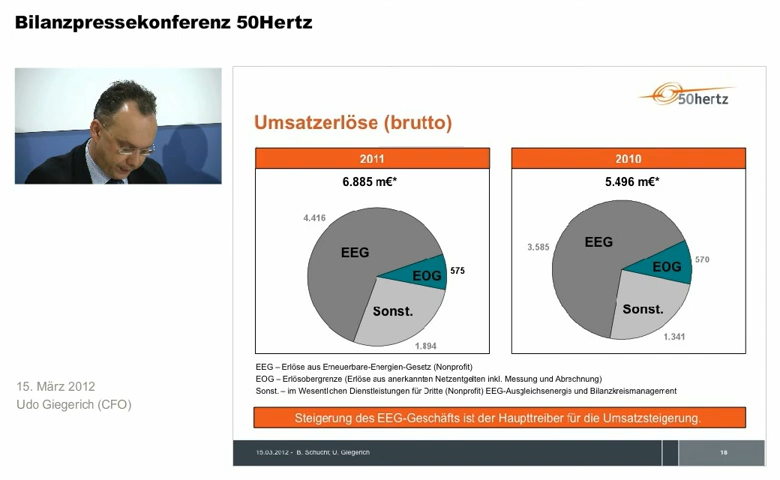 Bilanzpressekonferenz 50Hertz
50hertz
Umsatzerlöse (brutto)
2011
6.885 m€*
4.416
EEG
EOG
575
Sonst.
1.894
2010
5.496 m€*
3.585
EEG
EOG
570
Sonst.
1.341
EEG – Erlöse aus Erneuerbare-Energien-Gesetz (Nonprofit)
EOG – Erlösobergrenze (Erlöse aus anerkannten Netzentgelten inkl. Messung und Abrechnung)
Sonst. – im Wesentlichen Dienstleistungen für Dritte (Nonprofit) EEG-Ausgleichsenergie und Bilanzkreismanagement
Steigerung des EEG-Geschäfts ist der Haupttreiber für die Umsatzsteigerung.
15. März 2012
Udo Giegerich (CFO)
15.03.2012 - B. Schucht; U. Giegerich
16